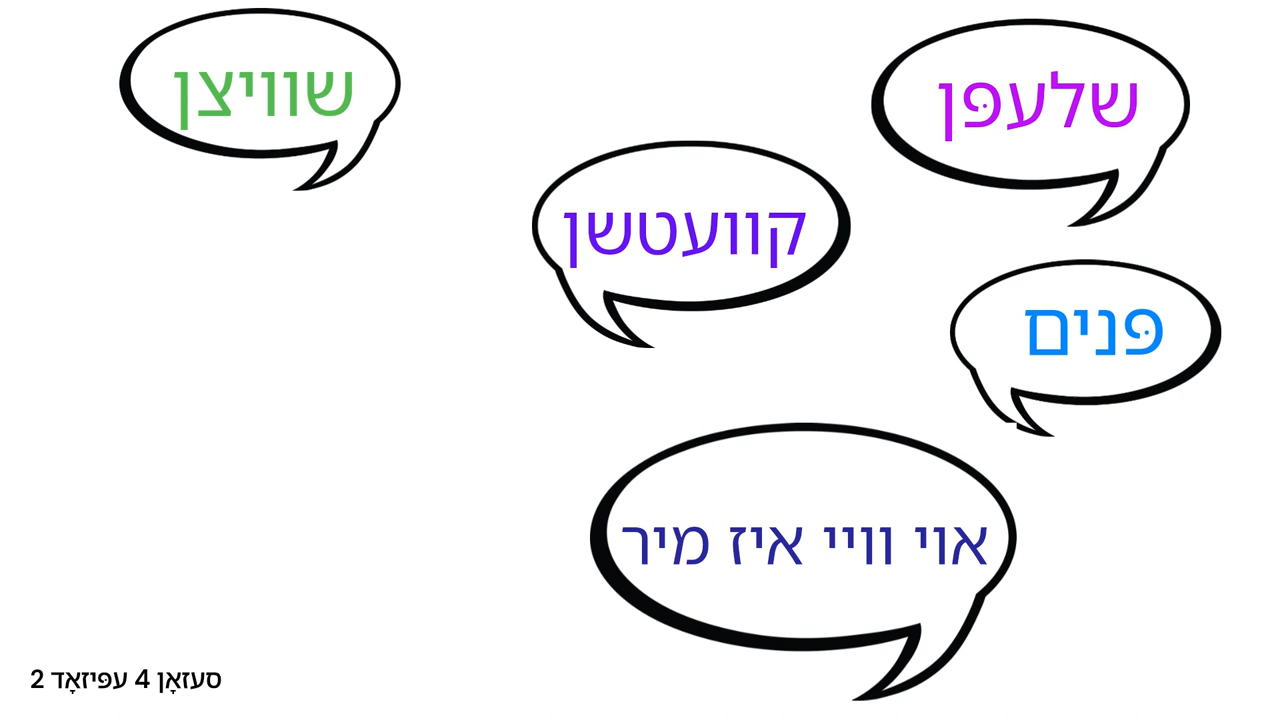 שלעפּן
שוויצן
קוועטשן
פּנים
אוי וויי איז מיר
סעזאָן 4 עפּיזאָד 2